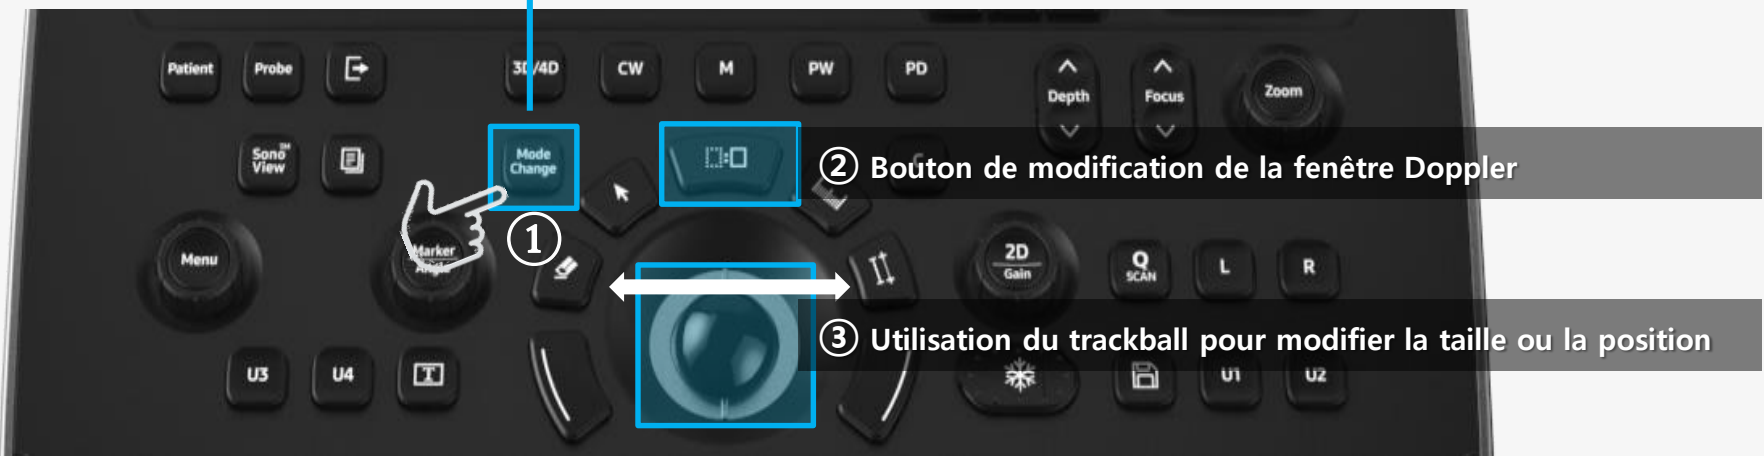 Patient Probe 3D/4D CW M PW PD
Depth Focus Zoom
Sono™
View
Mode
Change
C
② Bouton de modification de la fenêtre Doppler
①
Menu
Marker
Angle
2D
Gain
Q
SCAN
L R
③ Utilisation du trackball pour modifier la taille ou la position
U3 U4 T U1 U2